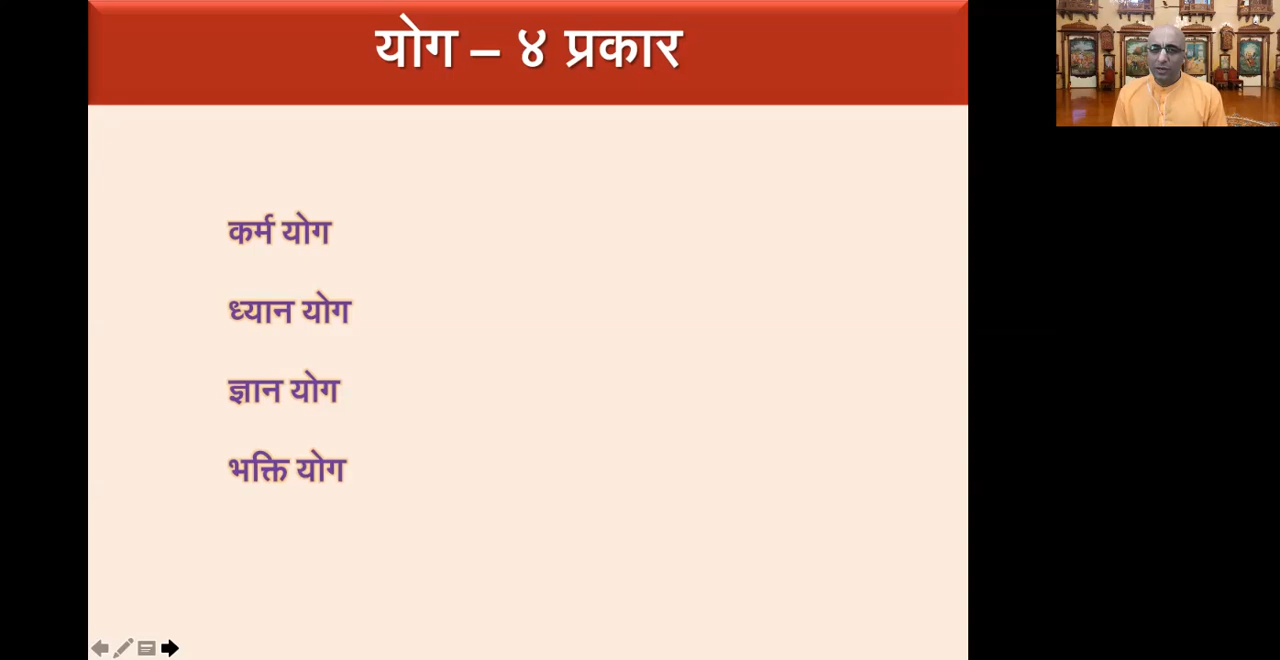 योग – ४ प्रकार
कर्म योग
ध्यान योग
ज्ञान योग
भक्ति योग